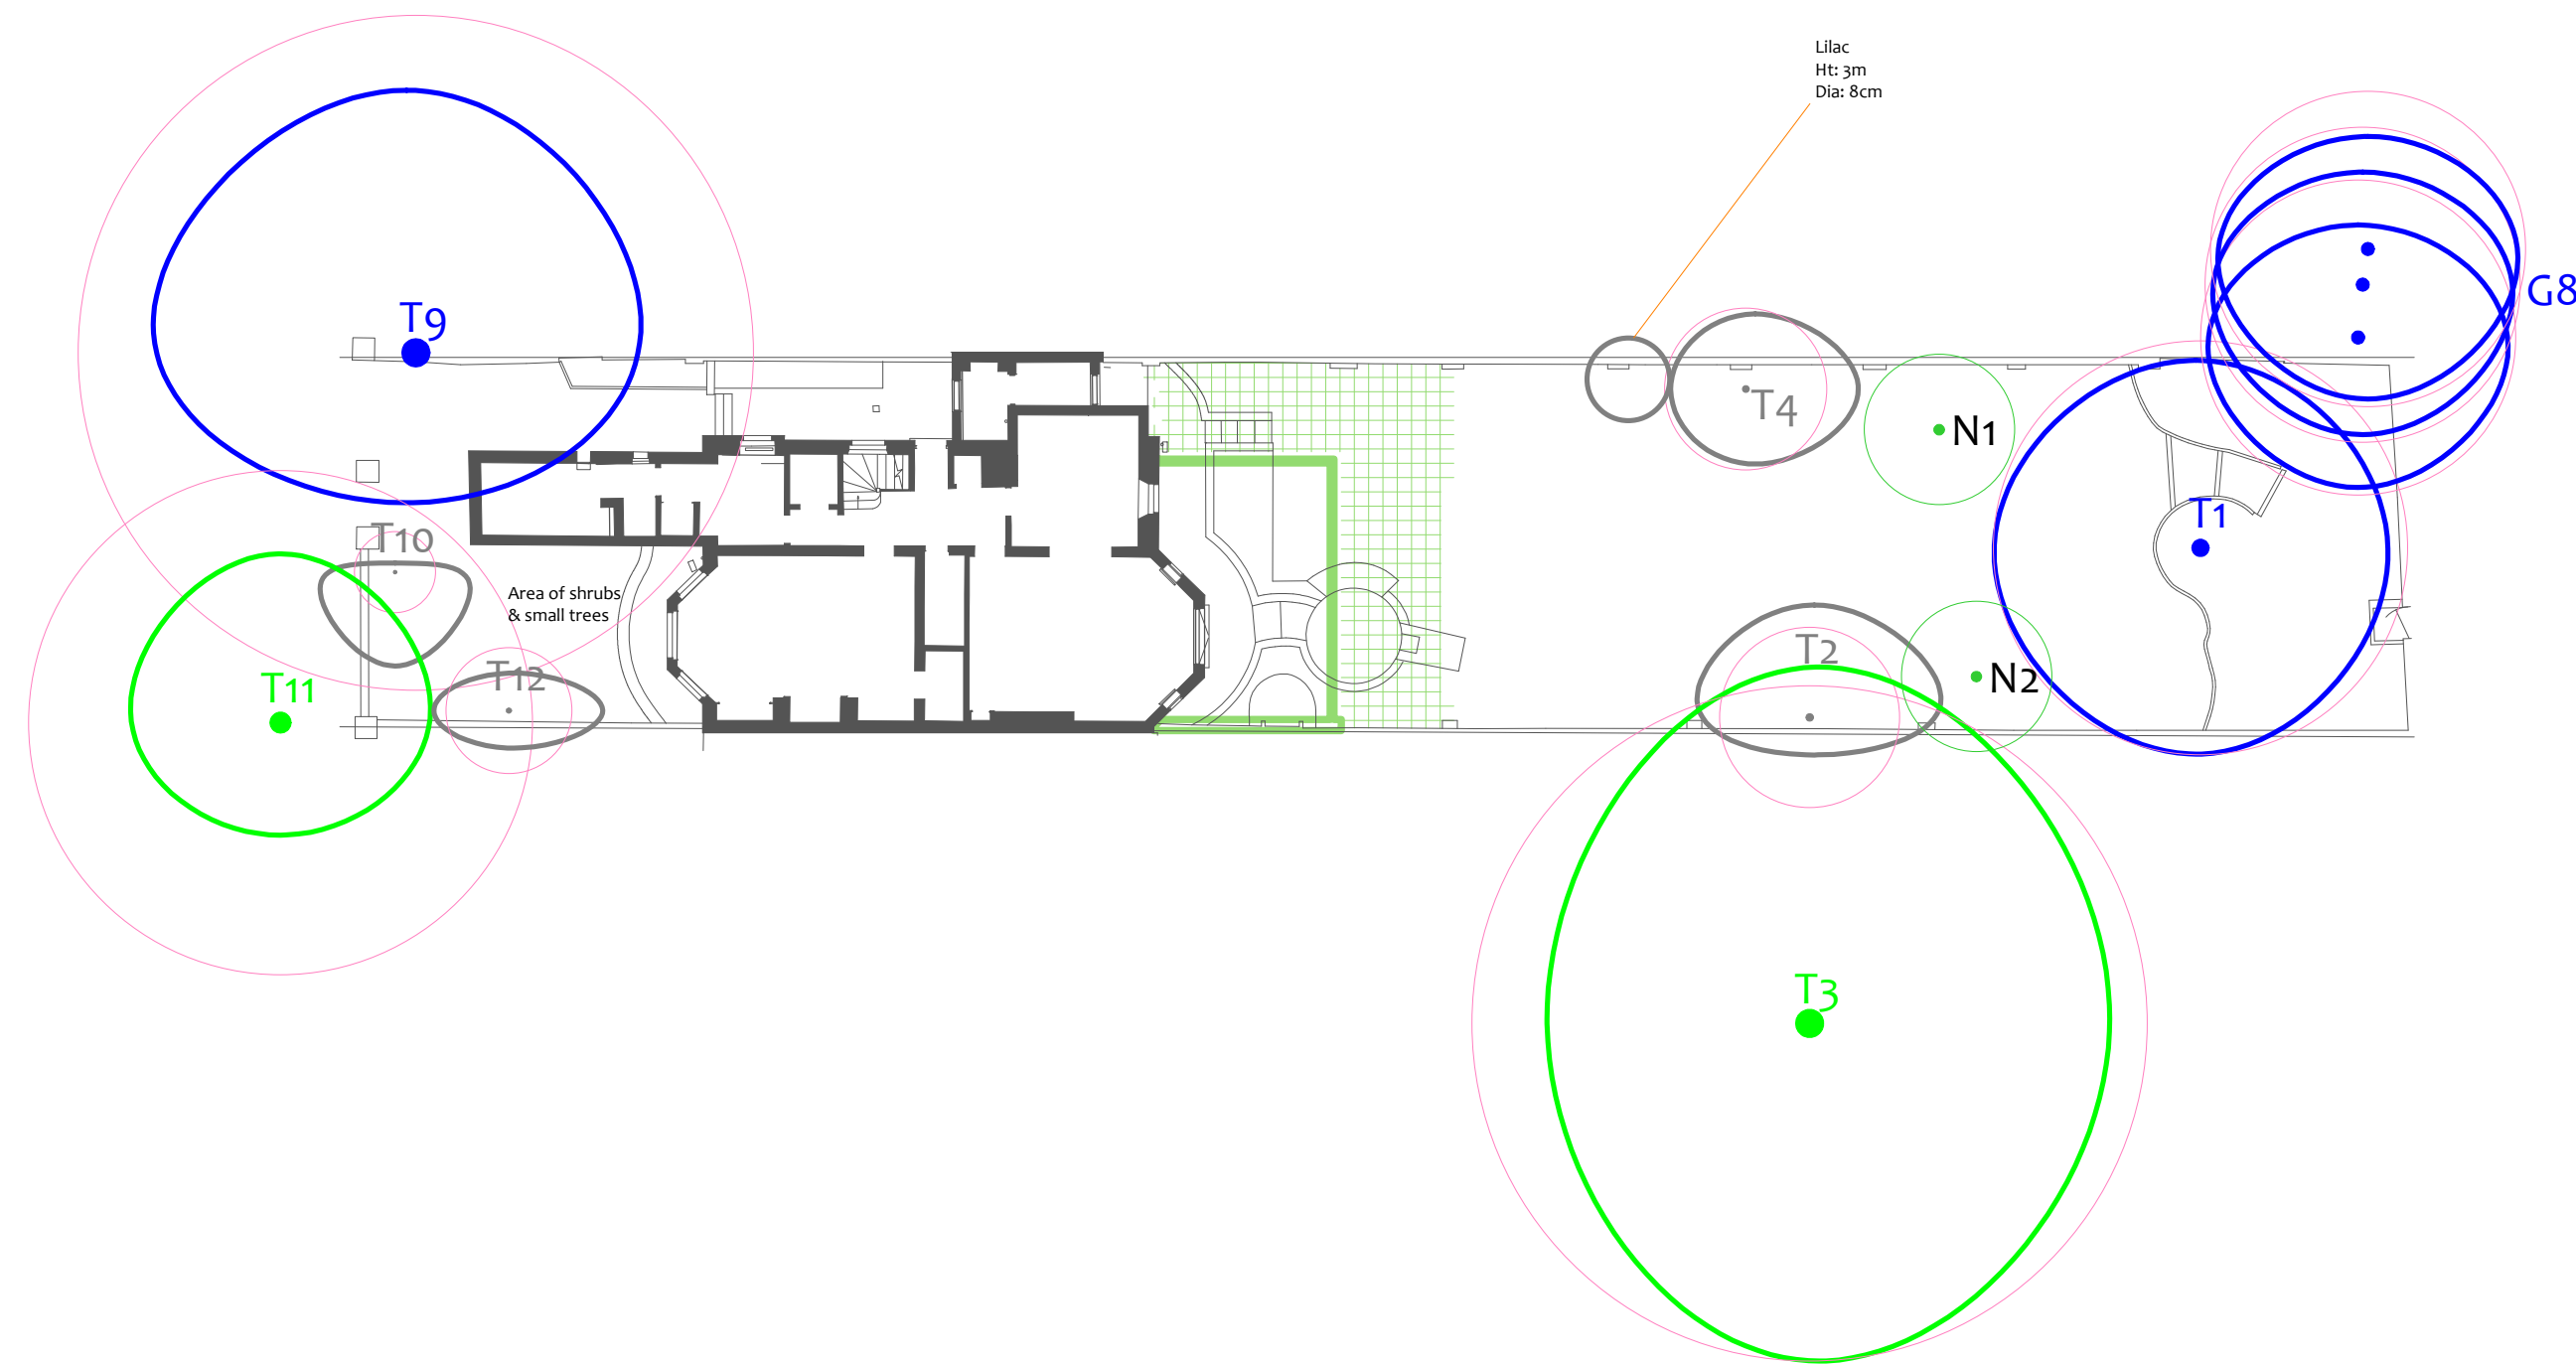 Lilac
Ht: 3m
Dia: 8cm
G8
T9
T4
N1
T1
T10
Area of shrubs
& small trees
T2
N2
T12
T11
T3